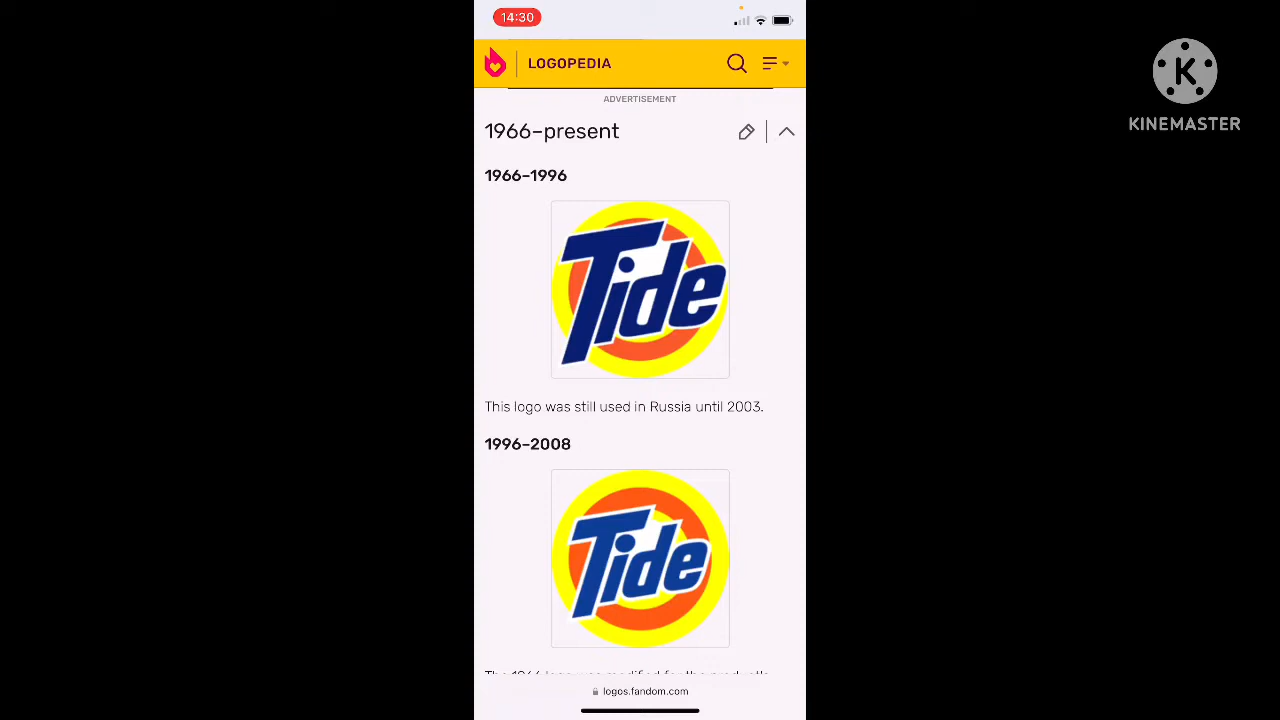 14:30
LOGOPEDIA
KINEMASTER
ADVERTISEMENT
1966–present
1966–1996
Tide
This logo was still used in Russia until 2003.
1996–2008
Tide
logos.fandom.com